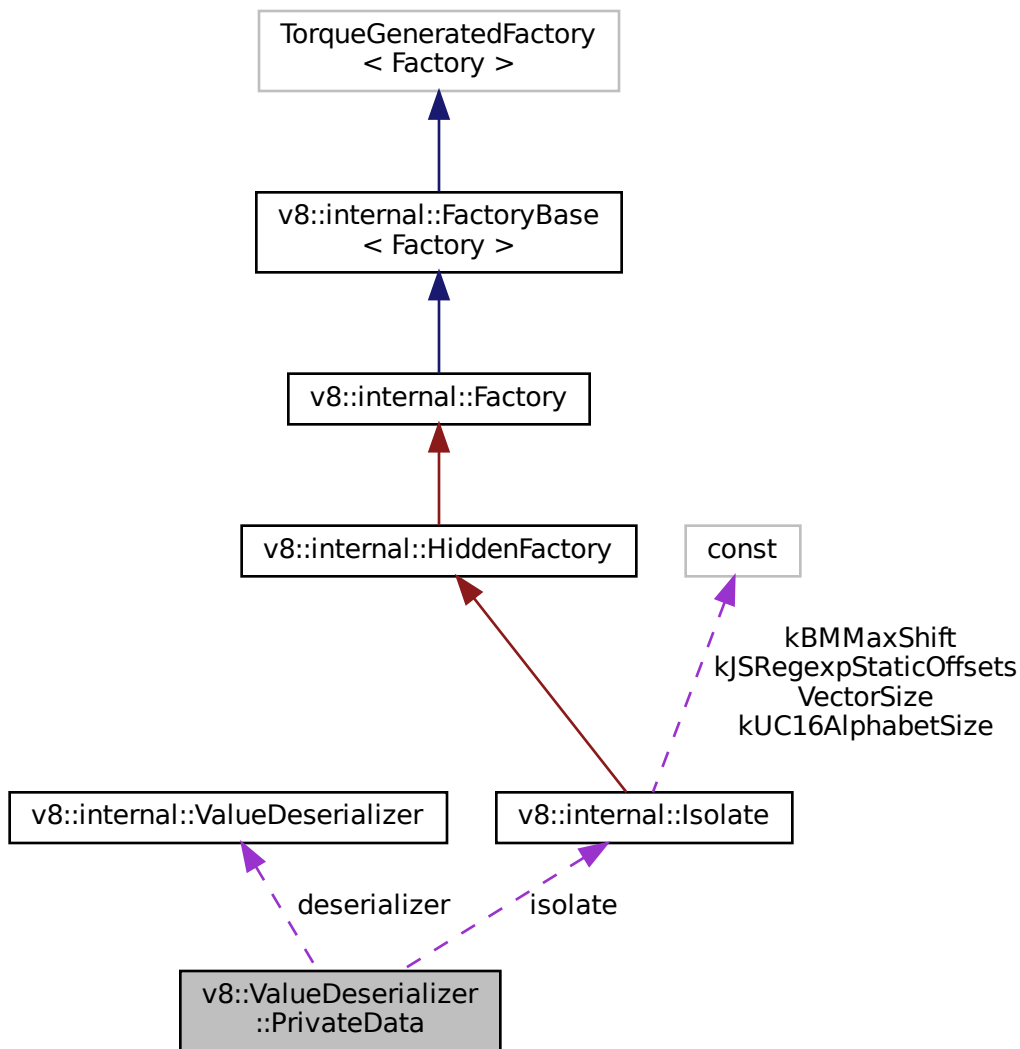 TorqueGeneratedFactory
< Factory >
v8::internal::FactoryBase
< Factory >
v8::internal::Factory
v8::internal::HiddenFactory
const
kBMMaxShift
kJSRegexpStaticOffsets
VectorSize
kUC16AlphabetSize
v8::internal::ValueDeserializer
v8::internal::Isolate
deserializer
isolate
v8::ValueDeserializer
::PrivateData